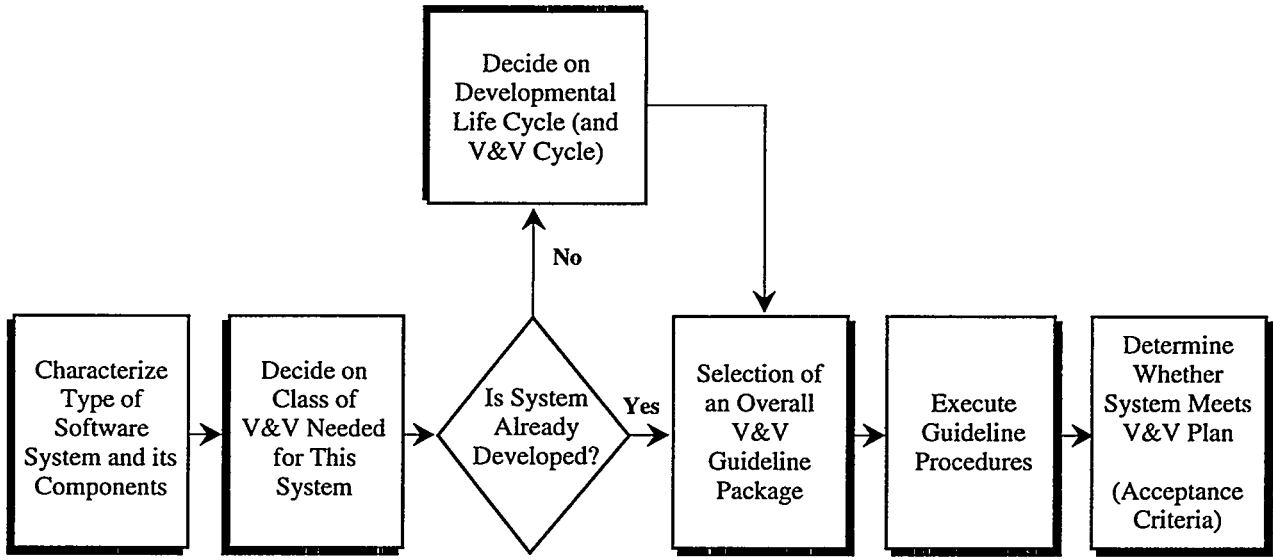 Decide on
Developmental
Life Cycle (and
V&V Cycle)
No
Characterize
Type of
Software
System and its
Components
Decide on
Class of
V&V Needed
for This
System
Is System
Already
Developed?
Yes
Selection of
an Overall
V&V
Guideline
Package
Execute
Guideline
Procedures
Determine
Whether
System Meets
V&V Plan
(Acceptance
Criteria)